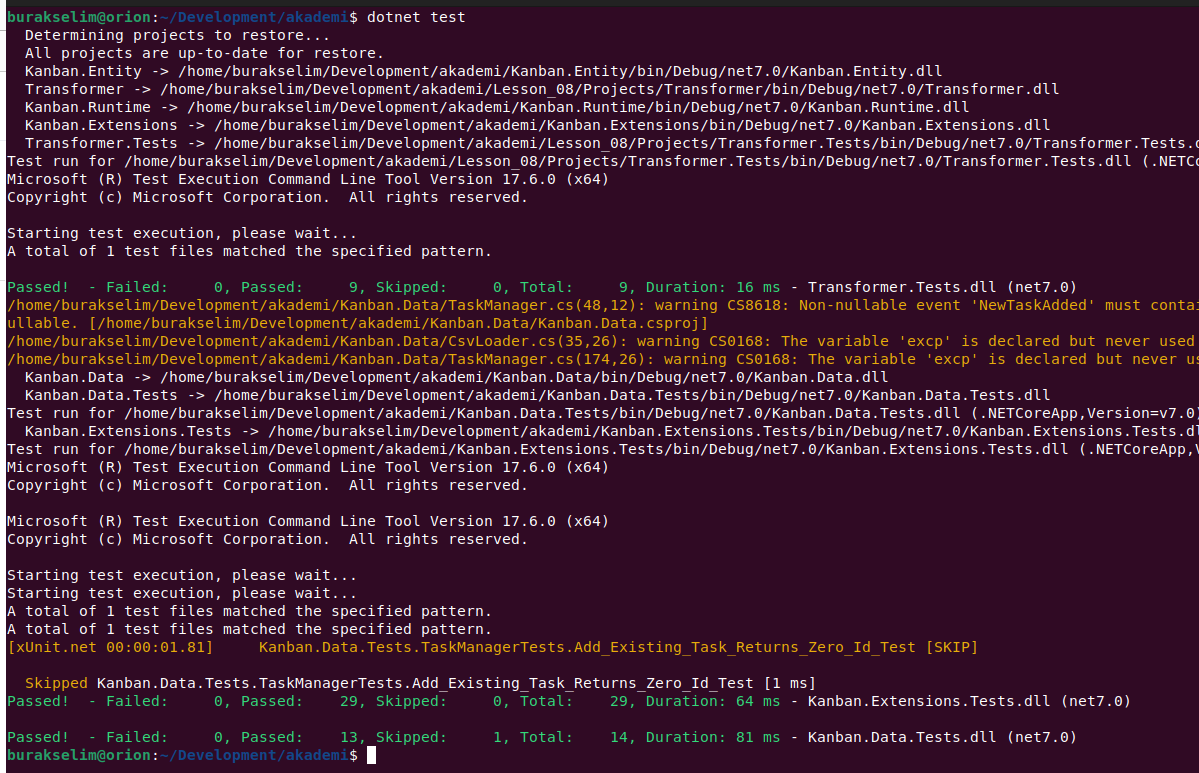 burakselim@orion:~/Development/akademi$ dotnet test
  Determining projects to restore...
  All projects are up-to-date for restore.
  Kanban.Entity -> /home/burakselim/Development/akademi/Kanban.Entity/bin/Debug/net7.0/Kanban.Entity.dll
  Transformer -> /home/burakselim/Development/akademi/Lesson_08/Projects/Transformer/bin/Debug/net7.0/Transformer.dll
  Kanban.Runtime -> /home/burakselim/Development/akademi/Kanban.Runtime/bin/Debug/net7.0/Kanban.Runtime.dll
  Kanban.Extensions -> /home/burakselim/Development/akademi/Kanban.Extensions/bin/Debug/net7.0/Kanban.Extensions.dll
  Transformer.Tests -> /home/burakselim/Development/akademi/Lesson_08/Projects/Transformer.Tests/bin/Debug/net7.0/Transformer.Tests.d
Test run for /home/burakselim/Development/akademi/Lesson_08/Projects/Transformer.Tests/bin/Debug/net7.0/Transformer.Tests.dll (.NETCo
Microsoft (R) Test Execution Command Line Tool Version 17.6.0 (x64)
Copyright (c) Microsoft Corporation.  All rights reserved.

Starting test execution, please wait...
A total of 1 test files matched the specified pattern.

Passed!  - Failed:     0, Passed:     9, Skipped:     0, Total:     9, Duration: 16 ms - Transformer.Tests.dll (net7.0)
/home/burakselim/Development/akademi/Kanban.Data/TaskManager.cs(48,12): warning CS8618: Non-nullable event 'NewTaskAdded' must contai
ullable. [/home/burakselim/Development/akademi/Kanban.Data/Kanban.Data.csproj]
/home/burakselim/Development/akademi/Kanban.Data/CsvLoader.cs(35,26): warning CS0168: The variable 'excp' is declared but never used
/home/burakselim/Development/akademi/Kanban.Data/TaskManager.cs(174,26): warning CS0168: The variable 'excp' is declared but never us
  Kanban.Data -> /home/burakselim/Development/akademi/Kanban.Data/bin/Debug/net7.0/Kanban.Data.dll
  Kanban.Data.Tests -> /home/burakselim/Development/akademi/Kanban.Data.Tests/bin/Debug/net7.0/Kanban.Data.Tests.dll
Test run for /home/burakselim/Development/akademi/Kanban.Data.Tests/bin/Debug/net7.0/Kanban.Data.Tests.dll (.NETCoreApp,Version=v7.0)
  Kanban.Extensions.Tests -> /home/burakselim/Development/akademi/Kanban.Extensions.Tests/bin/Debug/net7.0/Kanban.Extensions.Tests.dl
Test run for /home/burakselim/Development/akademi/Kanban.Extensions.Tests/bin/Debug/net7.0/Kanban.Extensions.Tests.dll (.NETCoreApp,V
Microsoft (R) Test Execution Command Line Tool Version 17.6.0 (x64)
Copyright (c) Microsoft Corporation.  All rights reserved.

Microsoft (R) Test Execution Command Line Tool Version 17.6.0 (x64)
Copyright (c) Microsoft Corporation.  All rights reserved.

Starting test execution, please wait...
Starting test execution, please wait...
A total of 1 test files matched the specified pattern.
A total of 1 test files matched the specified pattern.
[xUnit.net 00:00:01.81]     Kanban.Data.Tests.TaskManagerTests.Add_Existing_Task_Returns_Zero_Id_Test [SKIP]

  Skipped Kanban.Data.Tests.TaskManagerTests.Add_Existing_Task_Returns_Zero_Id_Test [1 ms]
Passed!  - Failed:     0, Passed:    29, Skipped:     0, Total:    29, Duration: 64 ms - Kanban.Extensions.Tests.dll (net7.0)

Passed!  - Failed:     0, Passed:    13, Skipped:     1, Total:    14, Duration: 81 ms - Kanban.Data.Tests.dll (net7.0)
burakselim@orion:~/Development/akademi$